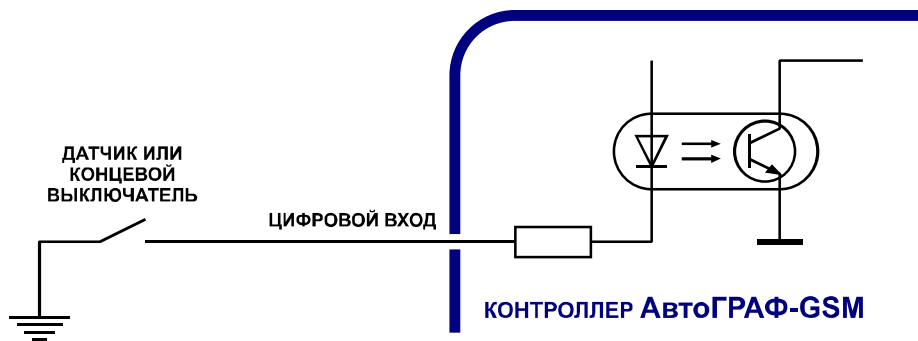 ДАТЧИК ИЛИ
КОНЦЕВОЙ
ВЫКЛЮЧАТЕЛЬ
ЦИФРОВОЙ ВХОД
КОНТРОЛЛЕР АвтоГРАФ-GSM